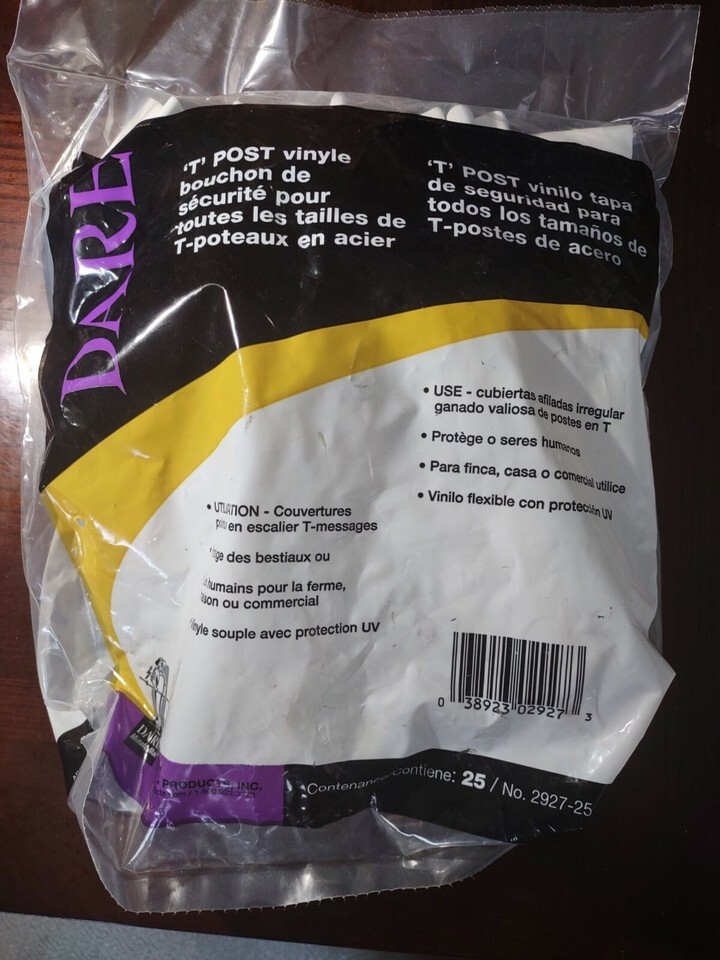 DARE
'T' POST vinyle
bouchon de
sécurité pour
toutes les tailles de
T-poteaux en acier
'T' POST vinilo tapa
de seguridad para
todos los tamaños de
T-postes de acero
• USE - cubiertas afiladas irregular
ganado valiosa de postes en T
• Protège o seres humanos
• Para finca, casa o comercial utilice
• Vinilo flexible con protección UV
• - Couvertures
en escalier T-messages
des bestiaux ou
humains pour la ferme,
ou commercial
souple avec protection UV
0 38923 02927 3
DARE
PRODUCTS, INC.
Contiene: 25 / No. 2927-25